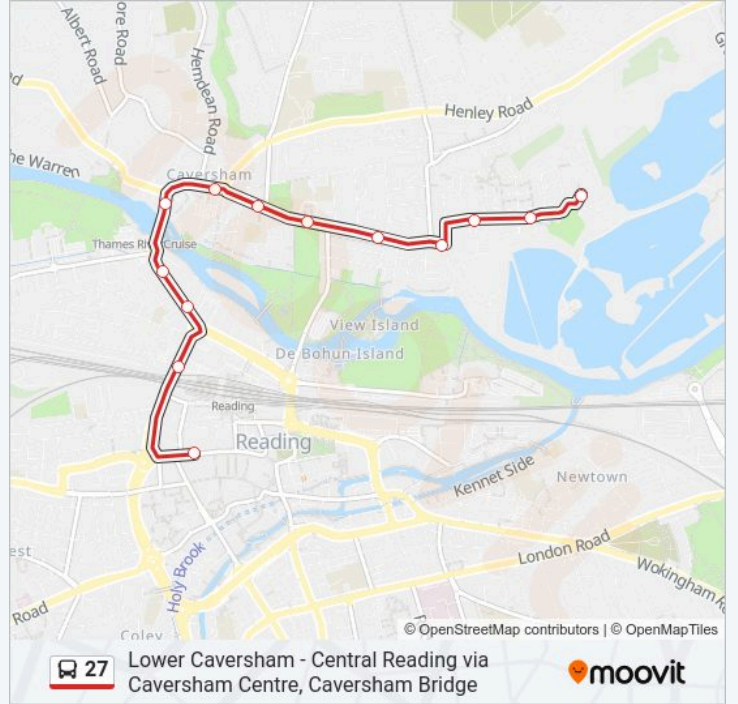 Albert Road
ore Road
Hemdean Road
Henley Road
he Warren
Caversham
Thames Ri Cruise
View Island
De Bohun Island
Reading
Reading
Kennet Side
Newtown
London Road
Wokingham R
Holy Brook
est
Road
Coley
© OpenStreetMap contributors | © OpenMapTiles
27
Lower Caversham - Central Reading via
Caversham Centre, Caversham Bridge
moovit